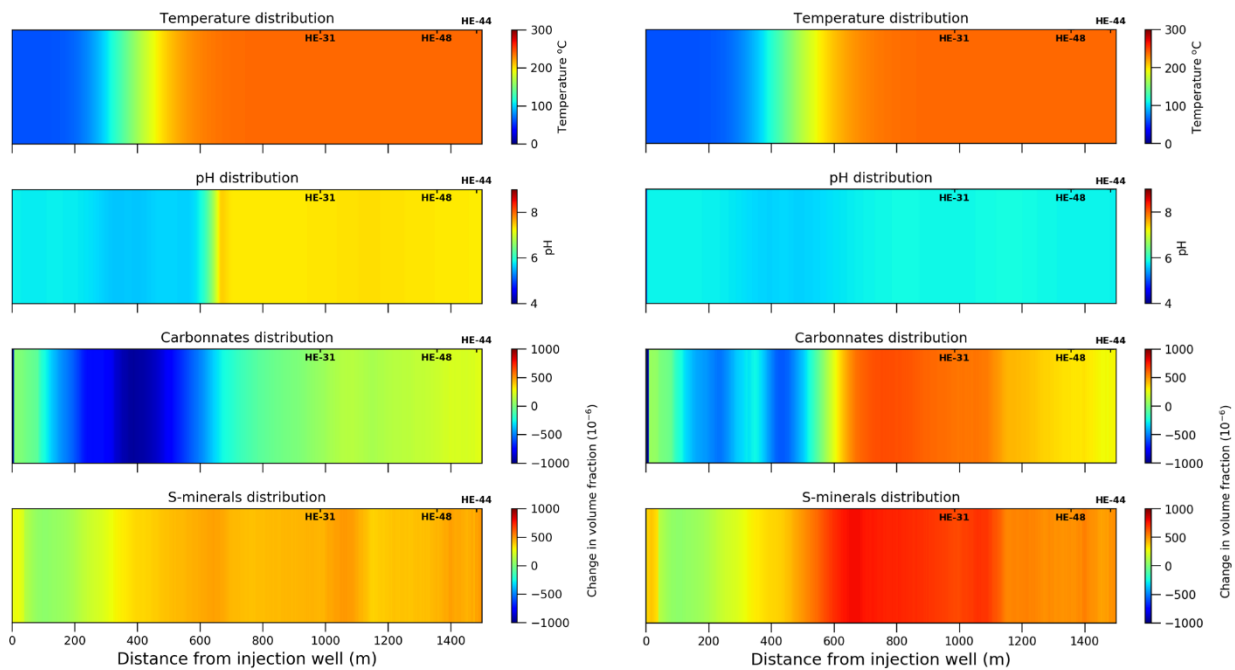 Temperature distribution
HE-44
HE-31
HE-48
300
200
100
0
Temperature °C
pH distribution
HE-44
HE-31
HE-48
8
6
4
pH
Carbonnates distribution
HE-44
HE-31
HE-48
1000
500
0
−500
−1000
S-minerals distribution
HE-44
HE-31
HE-48
1000
500
0
−500
−1000
Change in volume fraction (10⁻⁶)
0 200 400 600 800 1000 1200 1400
Distance from injection well (m)
Temperature distribution
HE-44
HE-31
HE-48
300
200
100
0
Temperature °C
pH distribution
HE-44
HE-31
HE-48
8
6
4
pH
Carbonnates distribution
HE-44
HE-31
HE-48
1000
500
0
−500
−1000
S-minerals distribution
HE-44
HE-31
HE-48
1000
500
0
−500
−1000
Change in volume fraction (10⁻⁶)
0 200 400 600 800 1000 1200 1400
Distance from injection well (m)